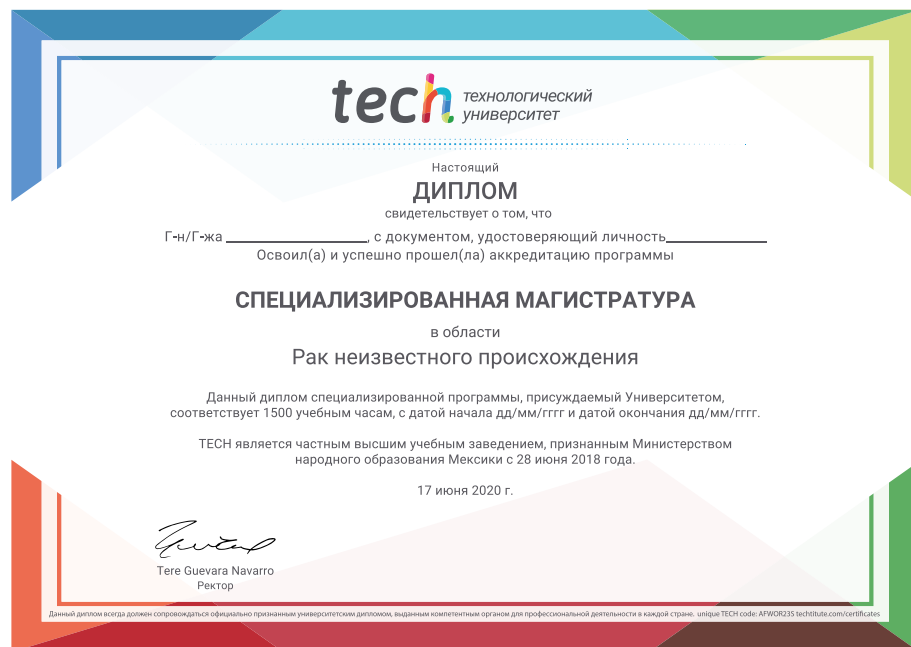 tech технологический
университет
Настоящий
ДИПЛОМ
свидетельствует о том, что
Г-н/Г-жа ____________________, с документом, удостоверяющий личность______________
Освоил(а) и успешно прошел(ла) аккредитацию программы
СПЕЦИАЛИЗИРОВАННАЯ МАГИСТРАТУРА
в области
Рак неизвестного происхождения
Данный диплом специализированной программы, присуждаемый Университетом,
соответствует 1500 учебным часам, с датой начала дд/мм/гггг и датой окончания дд/мм/гггг.
TECH является частным высшим учебным заведением, признанным Министерством
народного образования Мексики с 28 июня 2018 года.
17 июня 2020 г.
Tere Guevara Navarro
Ректор
Данный диплом всегда должен сопровождаться официально признанным университетским дипломом, выданным компетентным органом для профессиональной деятельности в каждой стране. unique TECH code: AFWOR23S techtitute.com/certificates